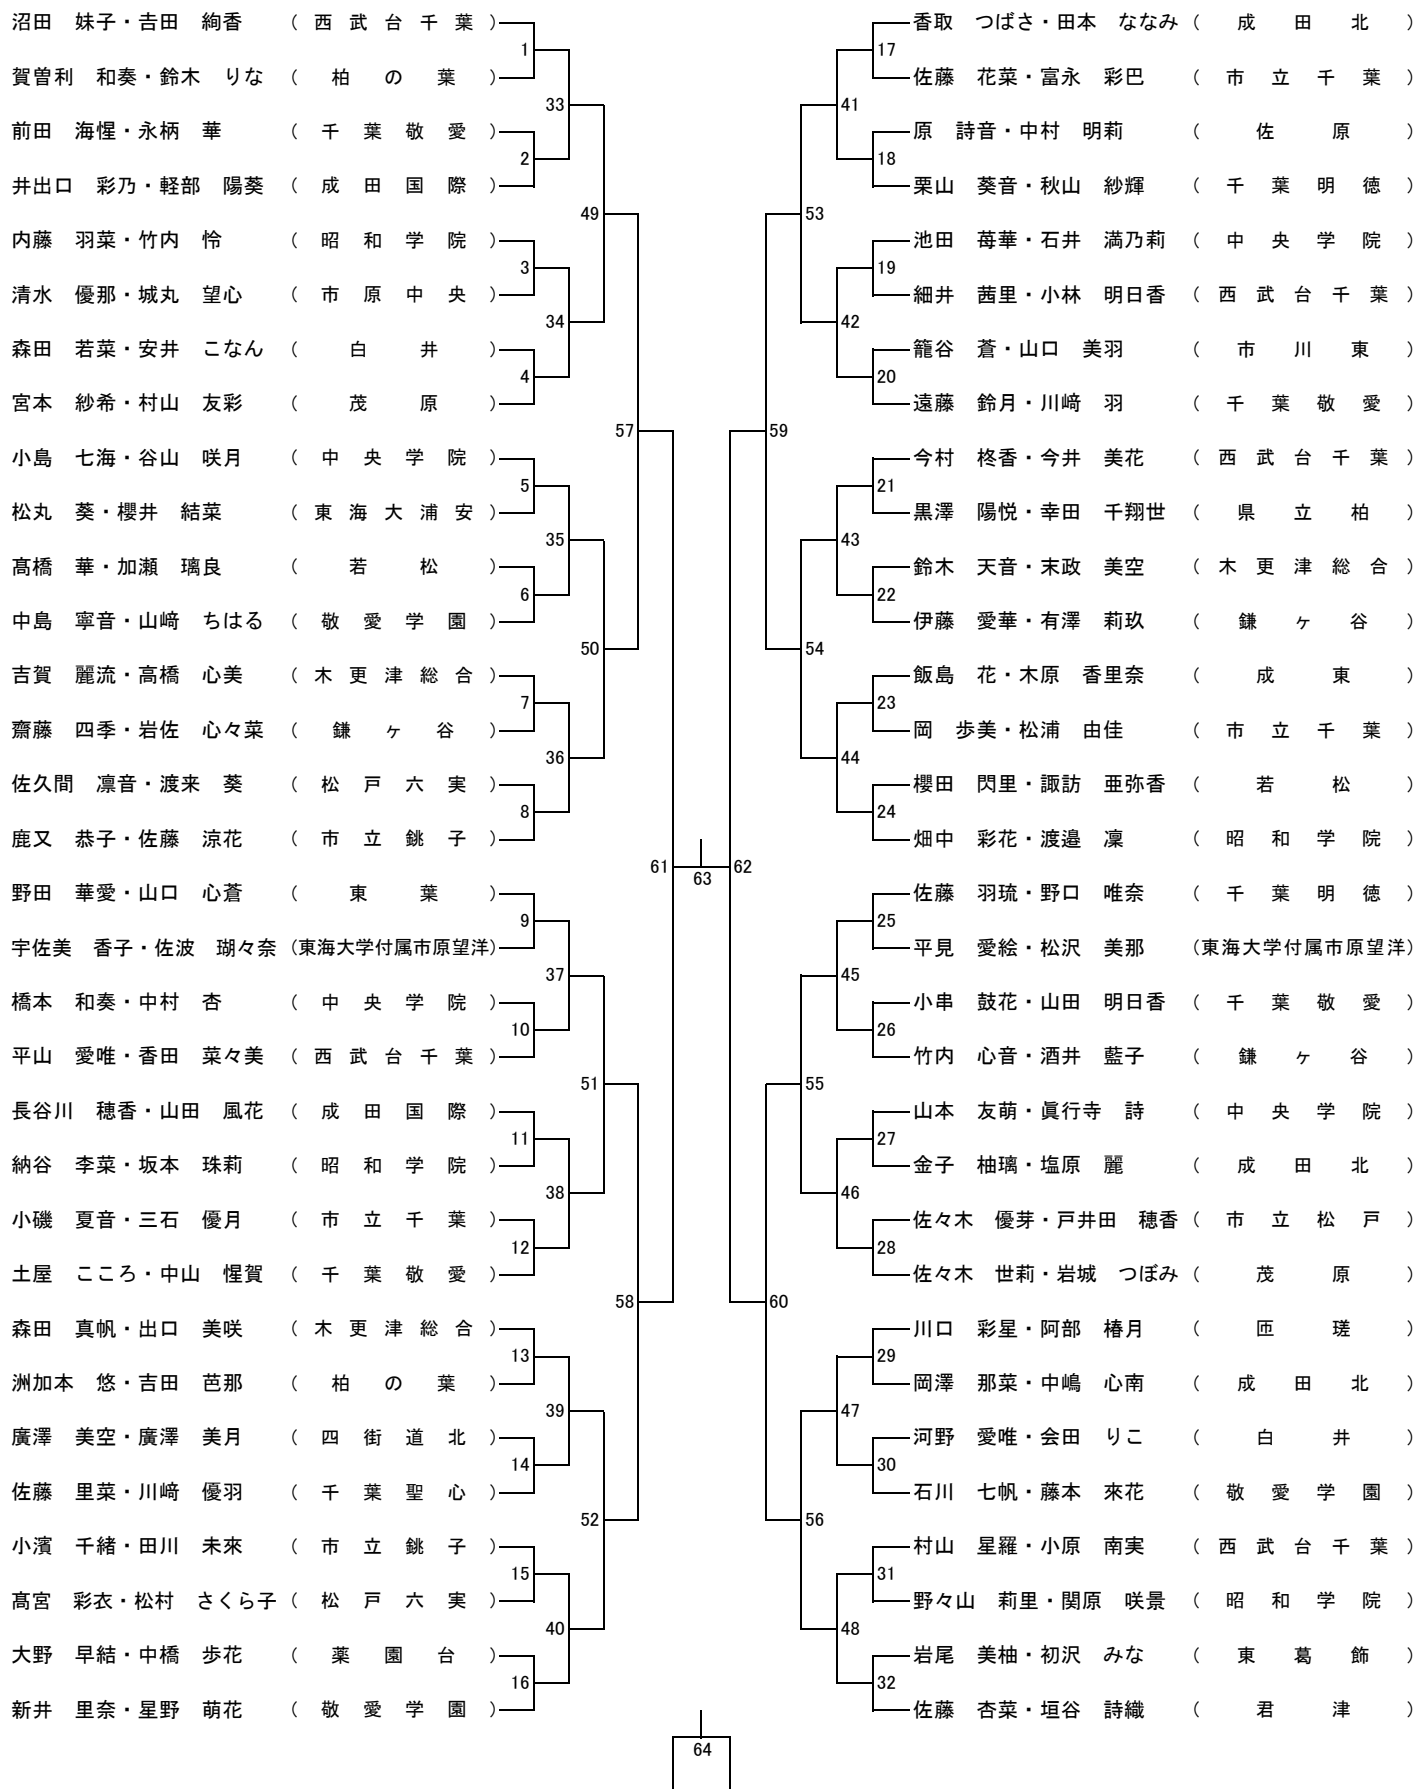 沼田　妹子・吉田　絢香　（西武台千葉）
1
賀曽利　和奏・鈴木　りな　（柏の葉）
33
前田　海惺・永柄　華　（千葉敬愛）
2
井出口　彩乃・軽部　陽葵　（成田国際）
49
内藤　羽菜・竹内　怜　（昭和学院）
3
清水　優那・城丸　望心　（市原中央）
34
森田　若菜・安井　こなん　（白井）
4
宮本　紗希・村山　友彩　（茂原）
57
小島　七海・谷山　咲月　（中央学院）
5
松丸　葵・櫻井　結菜　（東海大浦安）
35
髙橋　華・加瀬　璃良　（若松）
6
中島　寧音・山﨑　ちはる　（敬愛学園）
50
吉賀　麗流・高橋　心美　（木更津総合）
7
齋藤　四季・岩佐　心々菜　（鎌ヶ谷）
36
佐久間　凛音・渡来　葵　（松戸六実）
8
鹿又　恭子・佐藤　涼花　（市立銚子）
61
野田　華愛・山口　心蒼　（東葉）
9
宇佐美　香子・佐波　瑚々奈　（東海大学付属市原望洋）
37
橋本　和奏・中村　杏　（中央学院）
10
平山　愛唯・香田　菜々美　（西武台千葉）
51
長谷川　穂香・山田　風花　（成田国際）
11
納谷　李菜・坂本　珠莉　（昭和学院）
38
小磯　夏音・三石　優月　（市立千葉）
12
土屋　こころ・中山　惺賀　（千葉敬愛）
58
森田　真帆・出口　美咲　（木更津総合）
13
洲加本　悠・吉田　芭那　（柏の葉）
39
廣澤　美空・廣澤　美月　（四街道北）
14
佐藤　里菜・川﨑　優羽　（千葉聖心）
52
小濱　千緒・田川　未來　（市立銚子）
15
髙宮　彩衣・松村　さくら子　（松戸六実）
40
大野　早結・中橋　歩花　（薬園台）
16
新井　里奈・星野　萌花　（敬愛学園）
63
64
香取　つばさ・田本　ななみ　（成田北）
17
佐藤　花菜・富永　彩巴　（市立千葉）
41
原　詩音・中村　明莉　（佐原）
18
栗山　葵音・秋山　紗輝　（千葉明徳）
53
池田　苺華・石井　満乃莉　（中央学院）
19
細井　茜里・小林　明日香　（西武台千葉）
42
籠谷　蒼・山口　美羽　（市川東）
20
遠藤　鈴月・川﨑　羽　（千葉敬愛）
59
今村　柊香・今井　美花　（西武台千葉）
21
黒澤　陽悦・幸田　千翔世　（県立柏）
43
鈴木　天音・末政　美空　（木更津総合）
22
伊藤　愛華・有澤　莉玖　（鎌ヶ谷）
54
飯島　花・木原　香里奈　（成東）
23
岡　歩美・松浦　由佳　（市立千葉）
44
櫻田　閃里・諏訪　亜弥香　（若松）
24
畑中　彩花・渡邉　凜　（昭和学院）
62
佐藤　羽琉・野口　唯奈　（千葉明徳）
25
平見　愛絵・松沢　美那　（東海大学付属市原望洋）
45
小串　鼓花・山田　明日香　（千葉敬愛）
26
竹内　心音・酒井　藍子　（鎌ヶ谷）
55
山本　友萌・眞行寺　詩　（中央学院）
27
金子　柚璃・塩原　麗　（成田北）
46
佐々木　優芽・戸井田　穂香　（市立松戸）
28
佐々木　世莉・岩城　つぼみ　（茂原）
60
川口　彩星・阿部　椿月　（匝瑳）
29
岡澤　那菜・中嶋　心南　（成田北）
47
河野　愛唯・会田　りこ　（白井）
30
石川　七帆・藤本　來花　（敬愛学園）
56
村山　星羅・小原　南実　（西武台千葉）
31
野々山　莉里・関原　咲景　（昭和学院）
48
岩尾　美柚・初沢　みな　（東葛飾）
32
佐藤　杏菜・垣谷　詩織　（君津）